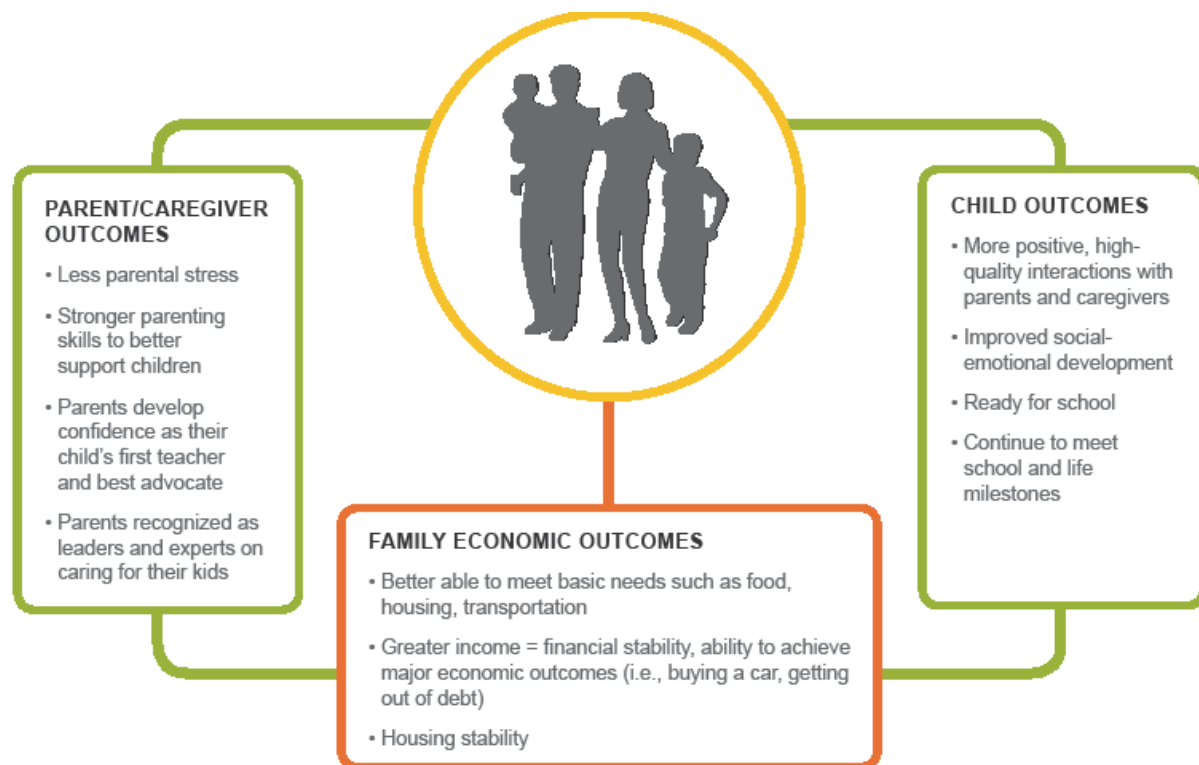 PARENT/CAREGIVER
OUTCOMES
• Less parental stress
• Stronger parenting
skills to better
support children
• Parents develop
confidence as their
child's first teacher
and best advocate
• Parents recognized as
leaders and experts on
caring for their kids
FAMILY ECONOMIC OUTCOMES
• Better able to meet basic needs such as food,
housing, transportation
• Greater income = financial stability, ability to achieve
major economic outcomes (i.e., buying a car, getting
out of debt)
• Housing stability
CHILD OUTCOMES
• More positive, high-
quality interactions with
parents and caregivers
• Improved social-
emotional development
• Ready for school
• Continue to meet
school and life
milestones